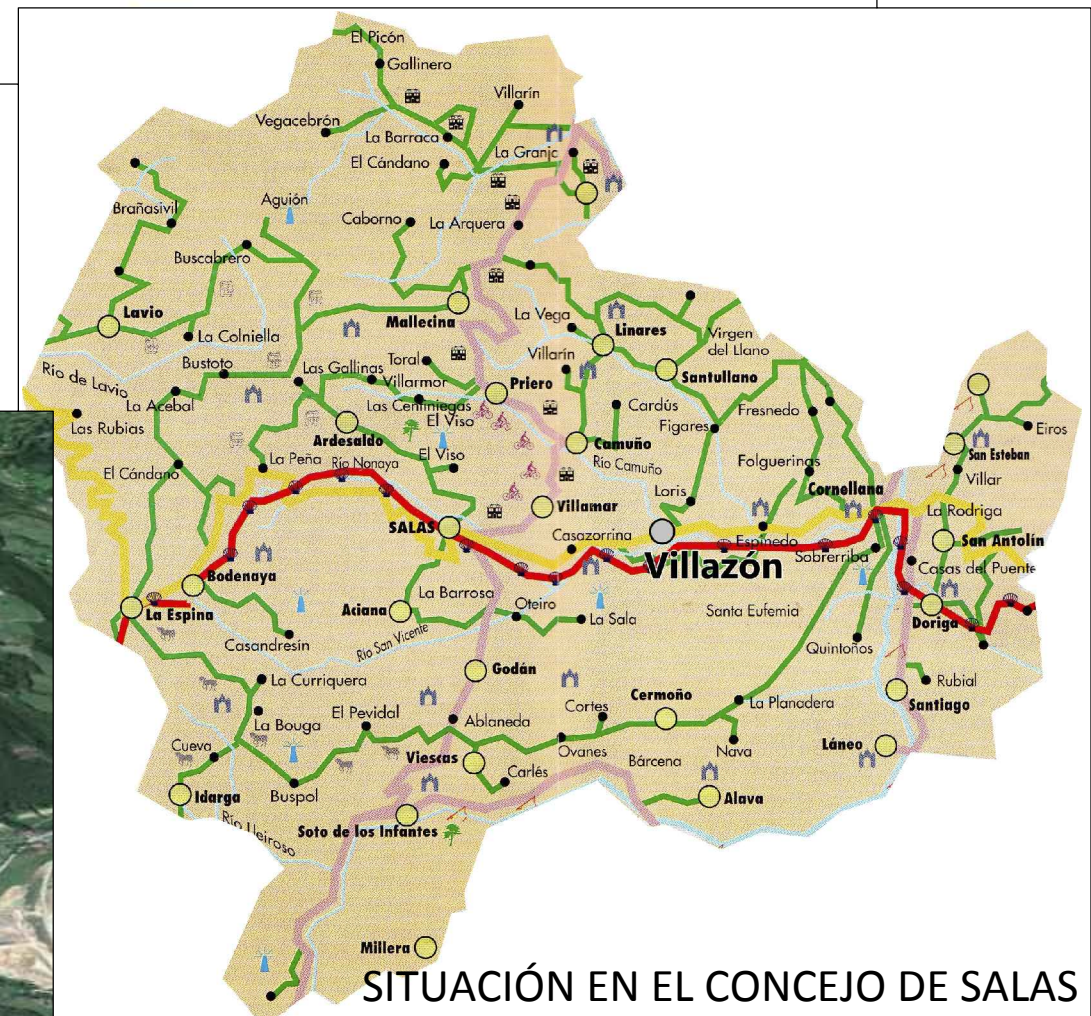 El Picón
Gallinero
Villarín
Vegacebrón
La Barraca
La Granjc
El Cándano
Aguión
Brañasivil
Caborno
La Arquera
Buscabrero
Lavio
Mallecina
La Vega
Linares
Virgen
del Llano
La Colniella
Villarín
Bustoto
Toral
Las Gallinas
Villarmor
Santullano
Río de Lavio
Priero
La Acebal
Las Centiniegas
Cardús
Fresnedo
Las Rubias
El Viso
Figares
Eiros
Ardesaldo
Camuño
San Esteban
La Peña
Río Nonaya
El Viso
Río Camuño
Folguerinas
El Cándano
Villar
Loris
Cornellana
Villamar
La Rodriga
SALAS
Casazorrina
Espinedo
San Antolín
Sobrerriba
Villazón
Casas del Puente
Bodenaya
La Barrosa
La Espina
Aciana
Oteiro
Santa Eufemia
La Sala
Doriga
Casandresín
Río San Vicente
Quintoños
Godán
La Curriquera
Rubial
Cermoño
La Planadera
Santiago
La Bouga
El Pevidal
Ablaneda
Cortes
Cueva
Ovanes
Nava
Láneo
Viescas
Bárcena
Carlés
Idarga
Buspol
Alava
Soto de los Infantes
Millera
SITUACIÓN EN EL CONCEJO DE SALAS